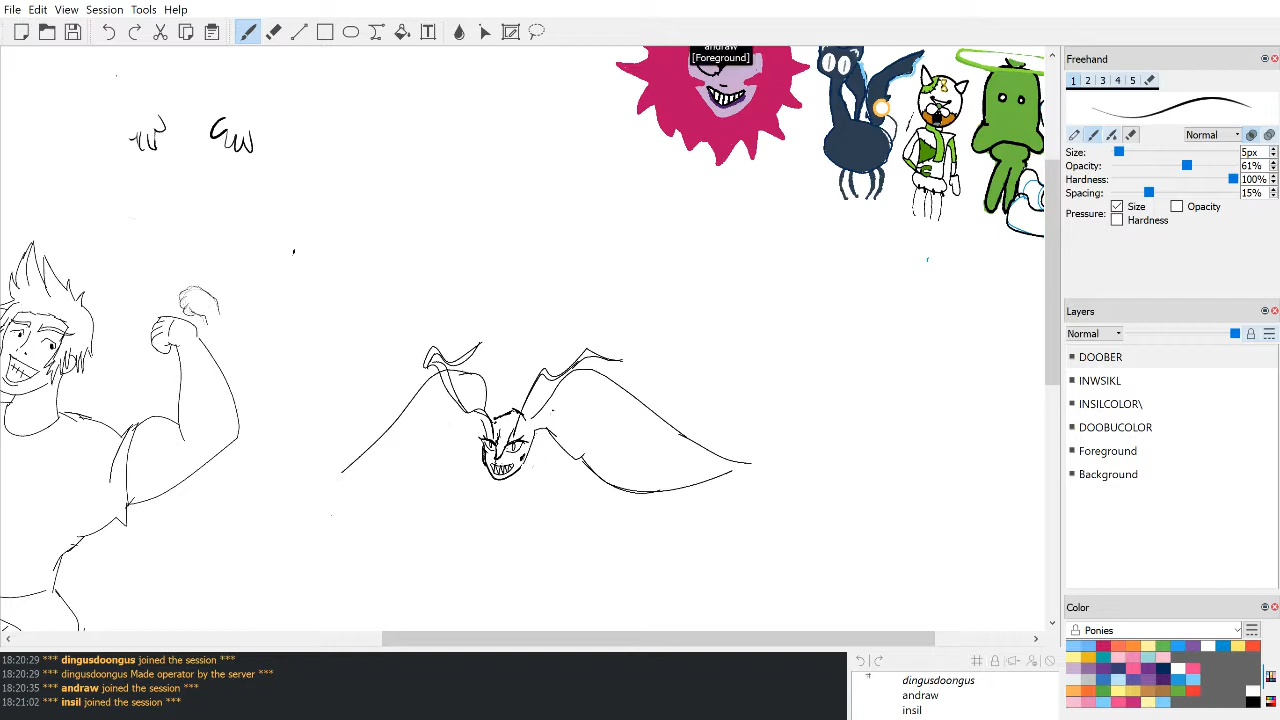 File Edit View Session Tools Help
andraw
[Foreground]
Freehand
1 2 3 4 5
Normal
Size: 5px
Opacity: 61%
Hardness: 100%
Spacing: 15%
Pressure: Size Opacity
Hardness
Layers
Normal
DOOBER
INWSIKL
INSILCOLOR\
DOOBUCOLOR
Foreground
Background
Color
Ponies
18:20:29 *** dingusdoongus joined the session ***
18:20:29 *** dingusdoongus Made operator by the server ***
18:20:35 *** andraw joined the session ***
18:21:02 *** insil joined the session ***
dingusdoongus
andraw
insil